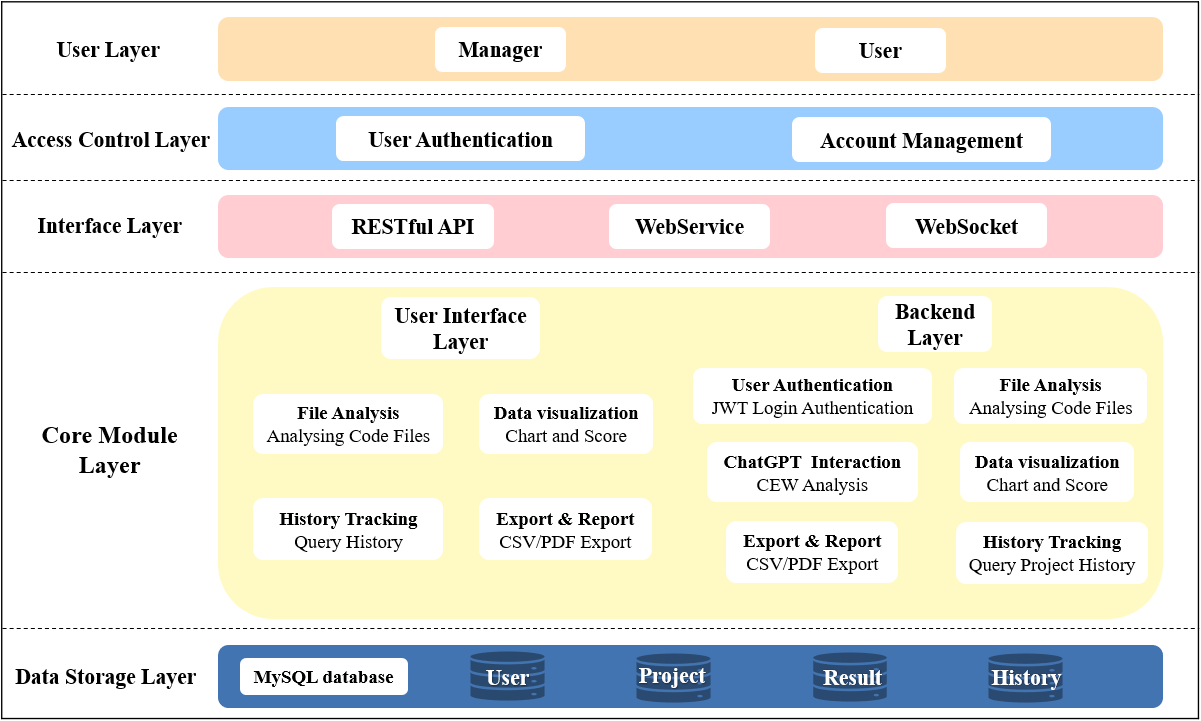 User Layer
Manager
User
Access Control Layer
User Authentication
Account Management
Interface Layer
RESTful API
WebService
WebSocket
Core Module
Layer
User Interface
Layer
File Analysis
Analysing Code Files
Data visualization
Chart and Score
History Tracking
Query History
Export & Report
CSV/PDF Export
Backend
Layer
User Authentication
JWT Login Authentication
File Analysis
Analysing Code Files
ChatGPT  Interaction
CEW Analysis
Data visualization
Chart and Score
Export & Report
CSV/PDF Export
History Tracking
Query Project History
Data Storage Layer
MySQL database
User
Project
Result
History